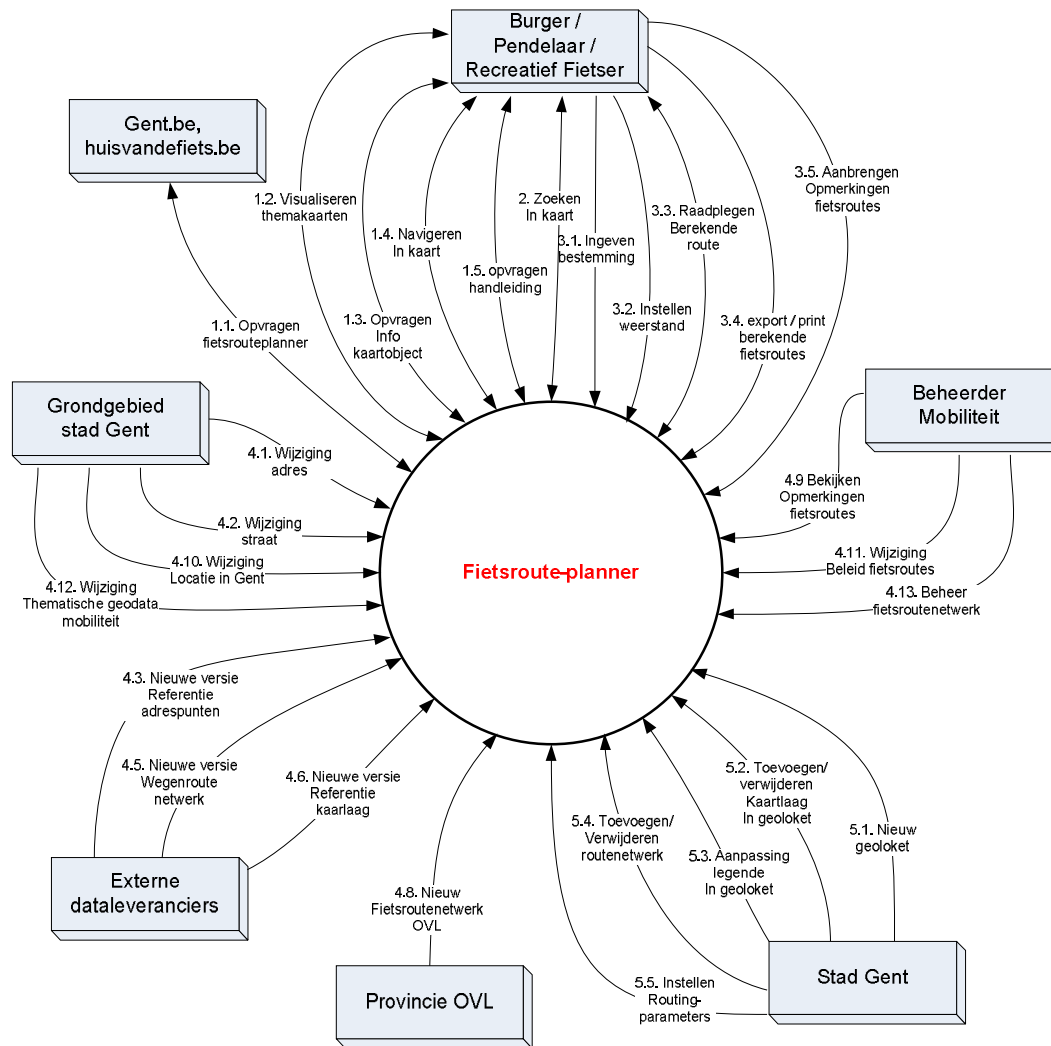 Burger /
Pendelaar /
Recreatief Fietser
Gent.be,
huisvandefiets.be
1.1. Opvragen
fietsrouteplanner
1.2. Visualiseren
themakaarten
1.3. Opvragen
Info
kaartobject
1.4. Navigeren
In kaart
1.5. opvragen
handleiding
2. Zoeken
In kaart
3.1. Ingeven
bestemming
3.2. Instellen
weerstand
3.3. Raadplegen
Berekende
route
3.4. export / print
berekende
fietsroutes
3.5. Aanbrengen
Opmerkingen
fietsroutes
Grondgebied
stad Gent
4.1. Wijziging
adres
4.2. Wijziging
straat
4.10. Wijziging
Locatie in Gent
4.12. Wijziging
Thematische geodata
mobiliteit
Fietsroute-planner
Beheerder
Mobiliteit
4.9 Bekijken
Opmerkingen
fietsroutes
4.11. Wijziging
Beleid fietsroutes
4.13. Beheer
fietsroutenetwerk
4.3. Nieuwe versie
Referentie
adrespunten
4.5. Nieuwe versie
Wegenroute
netwerk
4.6. Nieuwe versie
Referentie
kaarlaag
Externe
dataleveranciers
4.8. Nieuw
Fietsroutenetwerk
OVL
Provincie OVL
5.1. Nieuw
geoloket
5.2. Toevoegen/
verwijderen
Kaartlaag
In geoloket
5.3. Aanpassing
legende
In geoloket
5.4. Toevoegen/
Verwijderen
routenetwerk
5.5. Instellen
Routing-
parameters
Stad Gent